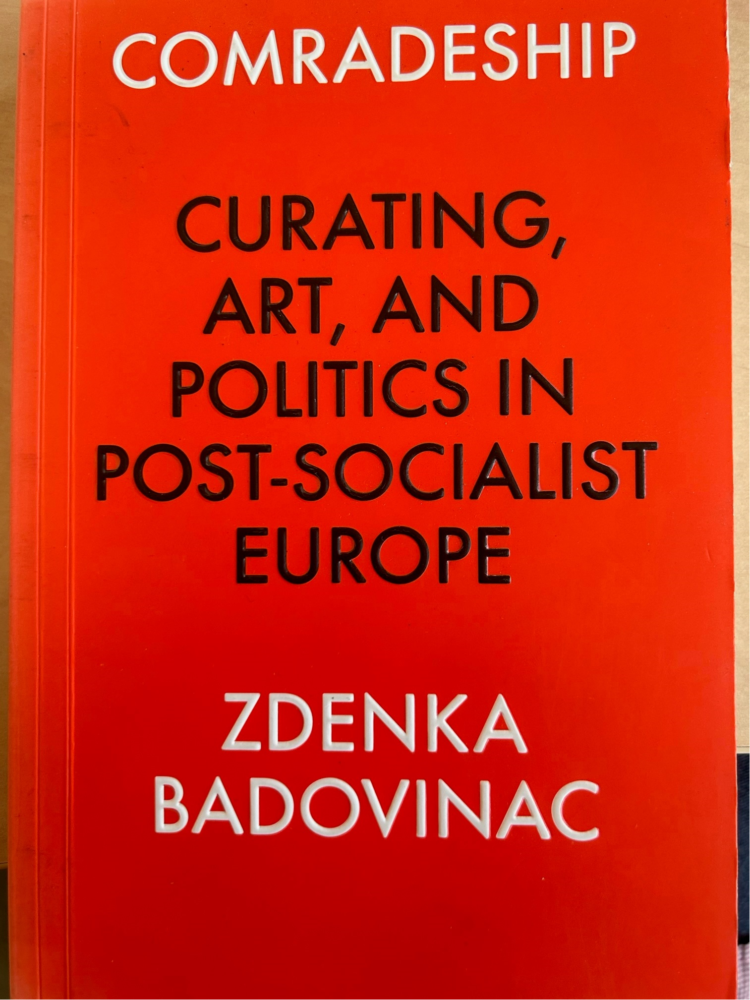 COMRADESHIP
CURATING,
ART, AND
POLITICS IN
POST-SOCIALIST
EUROPE
ZDENKA
BADOVINAC